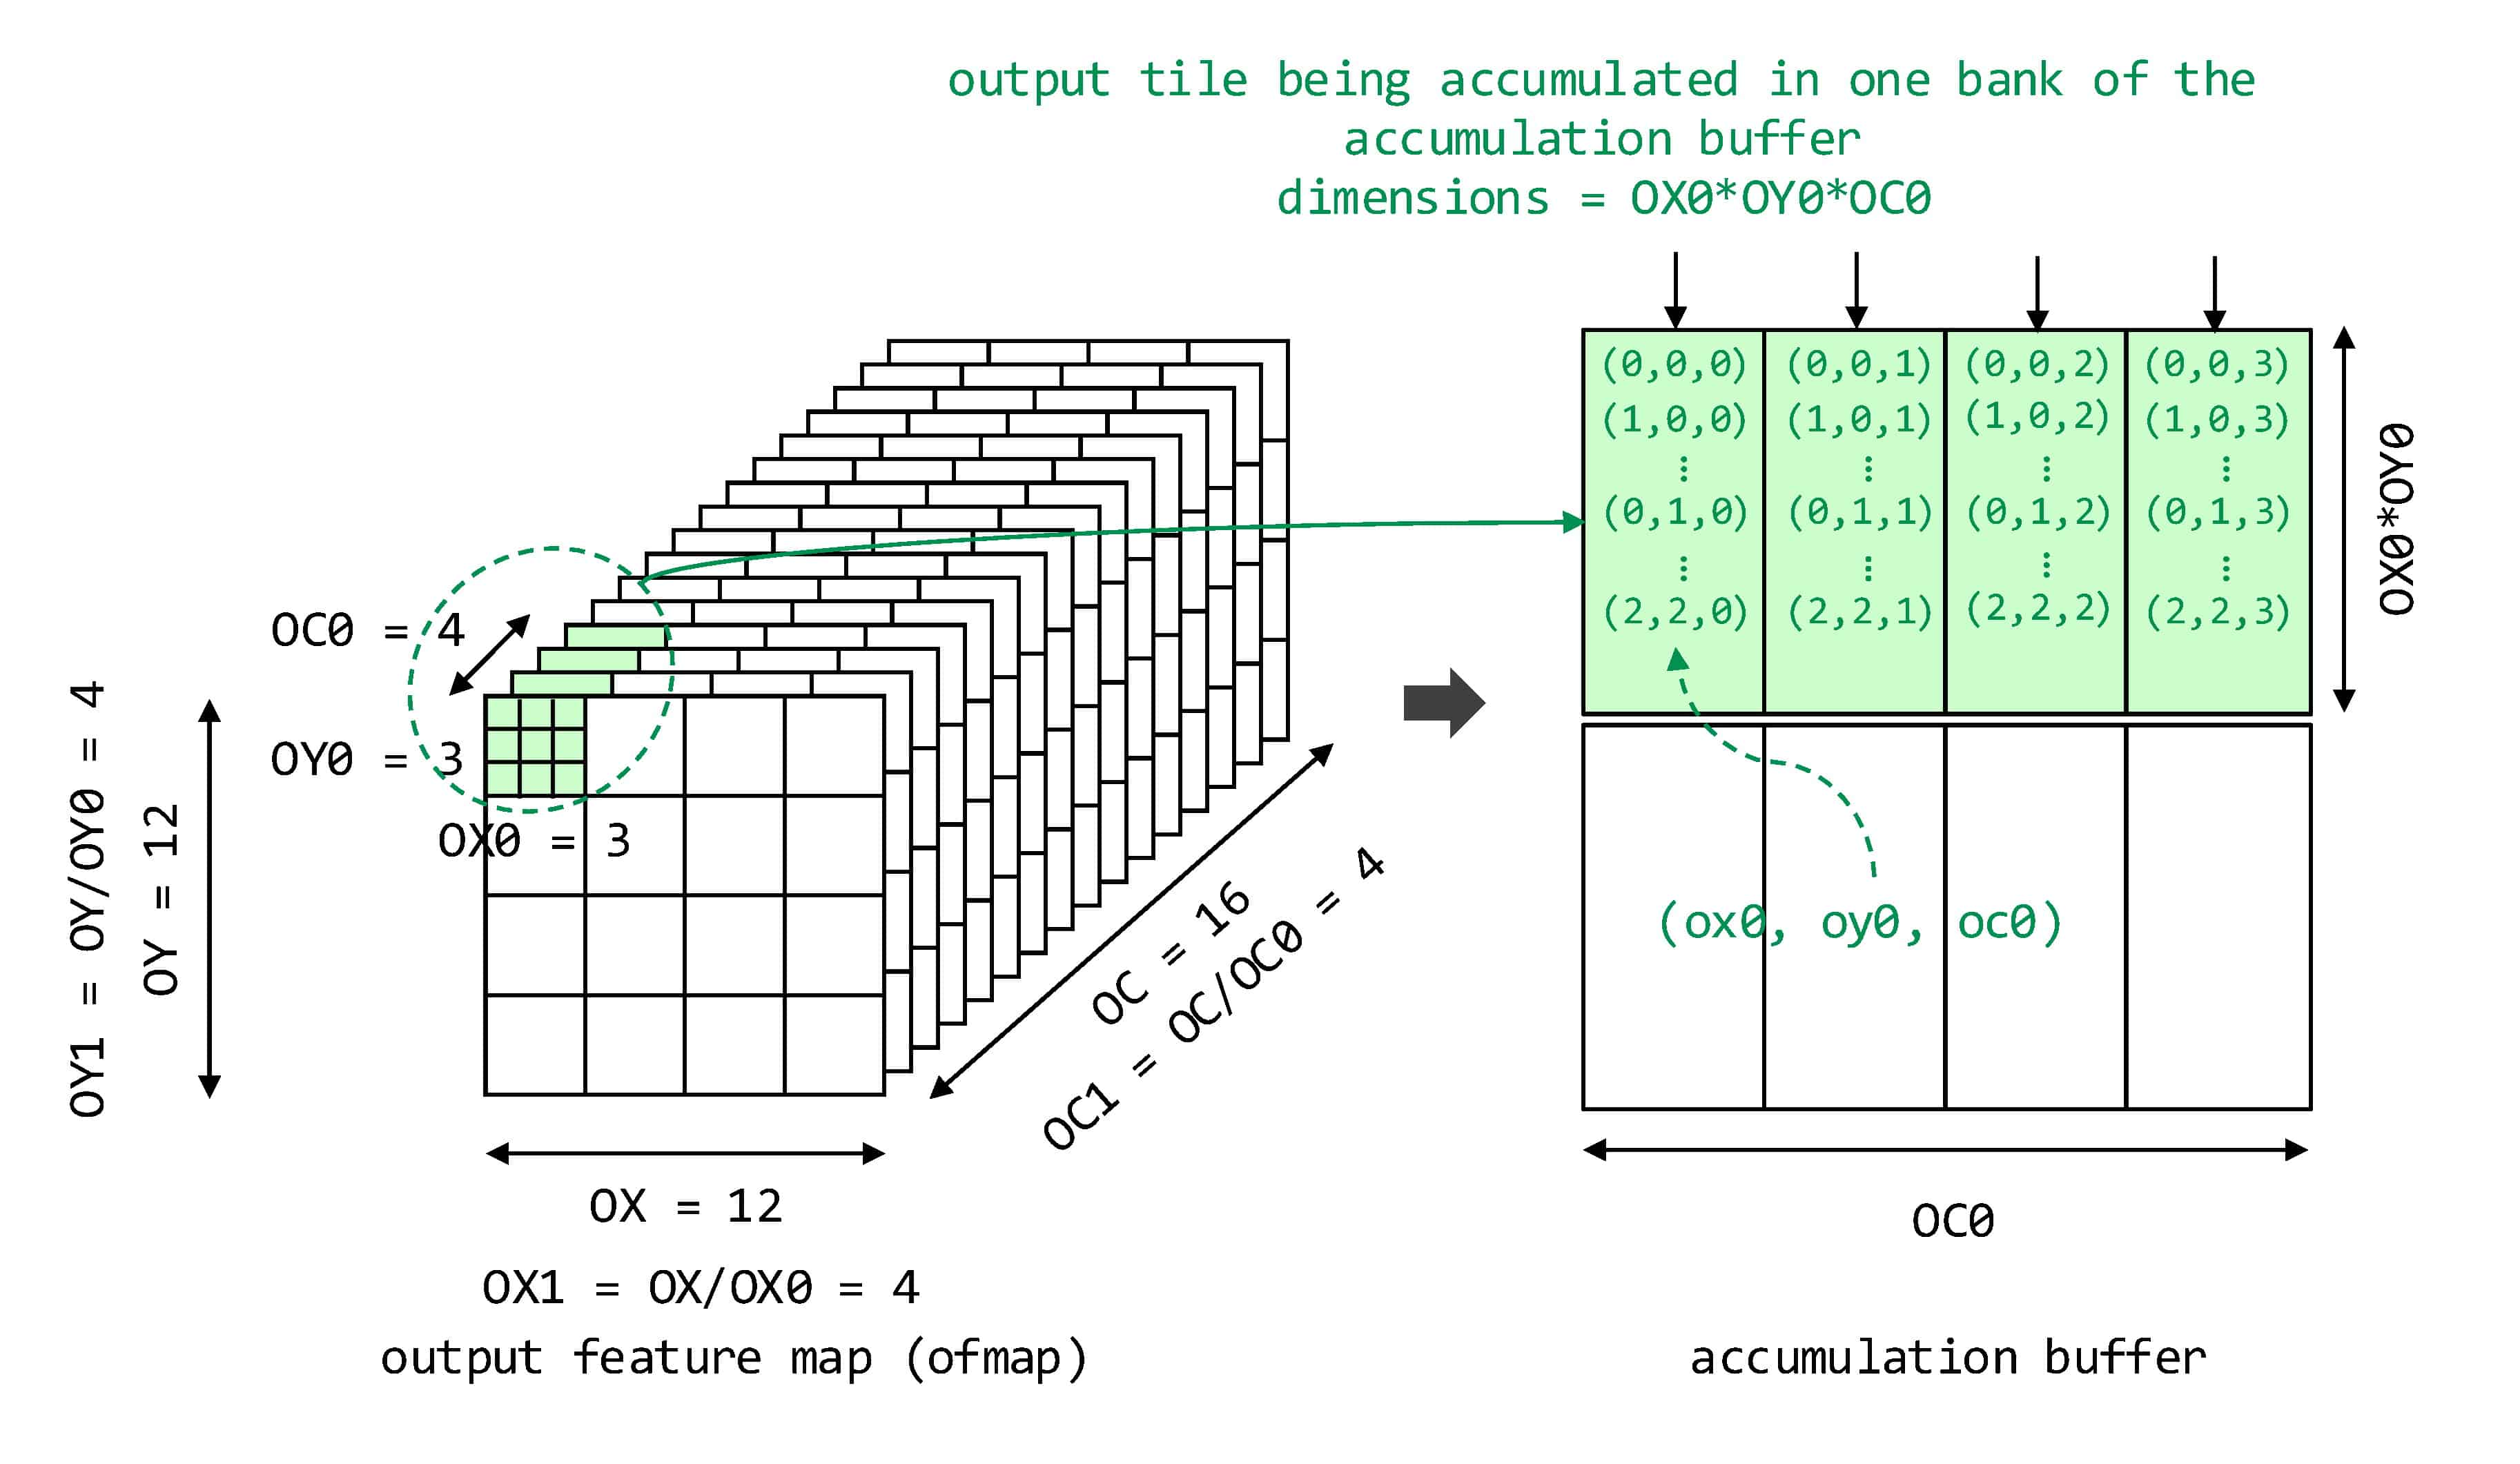 output tile being accumulated in one bank of the
accumulation buffer
dimensions = OX0*OY0*OC0
OC0 = 4
OY0 = 3
OX0 = 3
OY1 = OY/OY0 = 4
OY = 12
OC = 16
OC1 = OC/OC0 = 4
OX = 12
OX1 = OX/OX0 = 4
output feature map (ofmap)
(0,0,0) (0,0,1) (0,0,2) (0,0,3)
(1,0,0) (1,0,1) (1,0,2) (1,0,3)
⋮ ⋮ ⋮ ⋮
(0,1,0) (0,1,1) (0,1,2) (0,1,3)
⋮ ⋮ ⋮ ⋮
(2,2,0) (2,2,1) (2,2,2) (2,2,3)
OX0*OY0
(ox0, oy0, oc0)
OC0
accumulation buffer